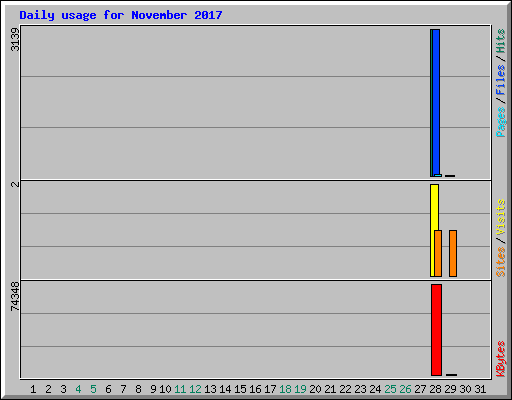 Daily usage for November 2017
3139
2
74348
Pages / Files / Hits
Sites / Visits
KBytes
1 2 3 4 5 6 7 8 9 10 11 12 13 14 15 16 17 18 19 20 21 22 23 24 25 26 27 28 29 30 31